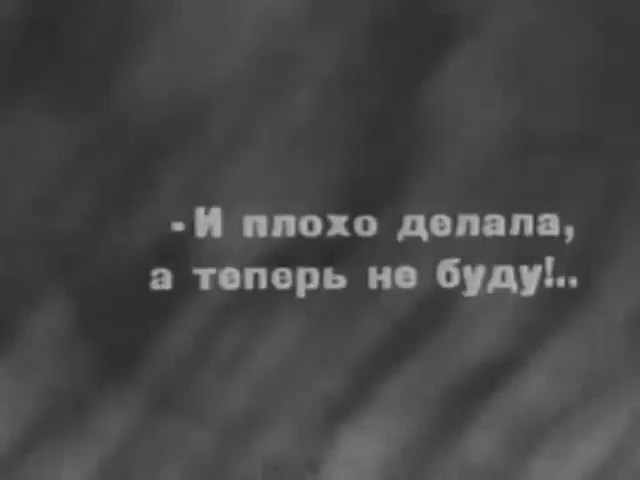 - И плохо делала,
а теперь не буду!..